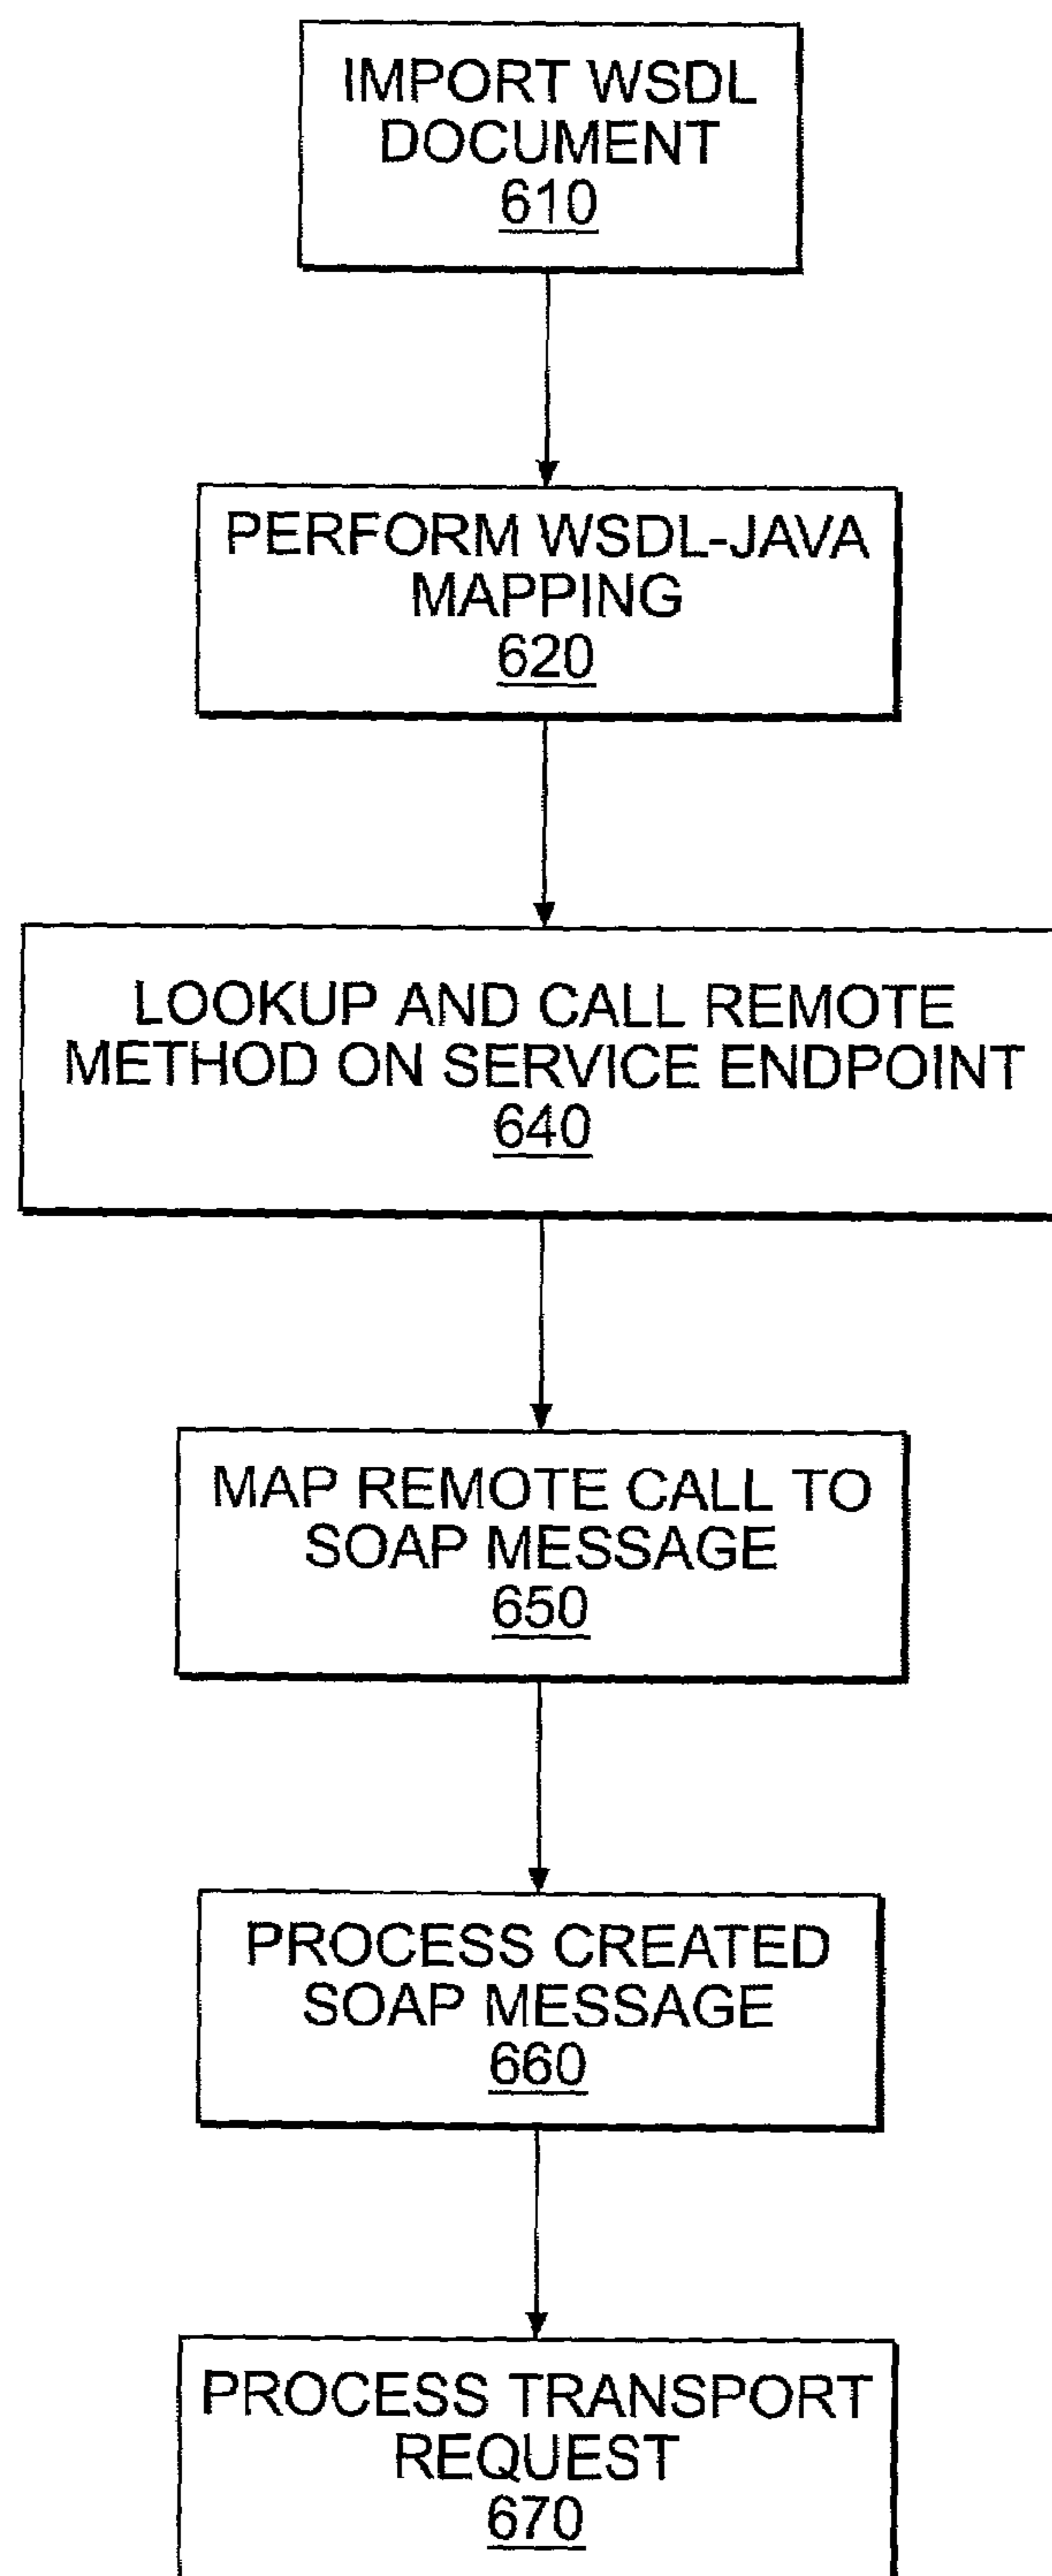 IMPORT WSDL
DOCUMENT
610
PERFORM WSDL-JAVA
MAPPING
620
LOOKUP AND CALL REMOTE
METHOD ON SERVICE ENDPOINT
640
MAP REMOTE CALL TO
SOAP MESSAGE
650
PROCESS CREATED
SOAP MESSAGE
660
PROCESS TRANSPORT
REQUEST
670